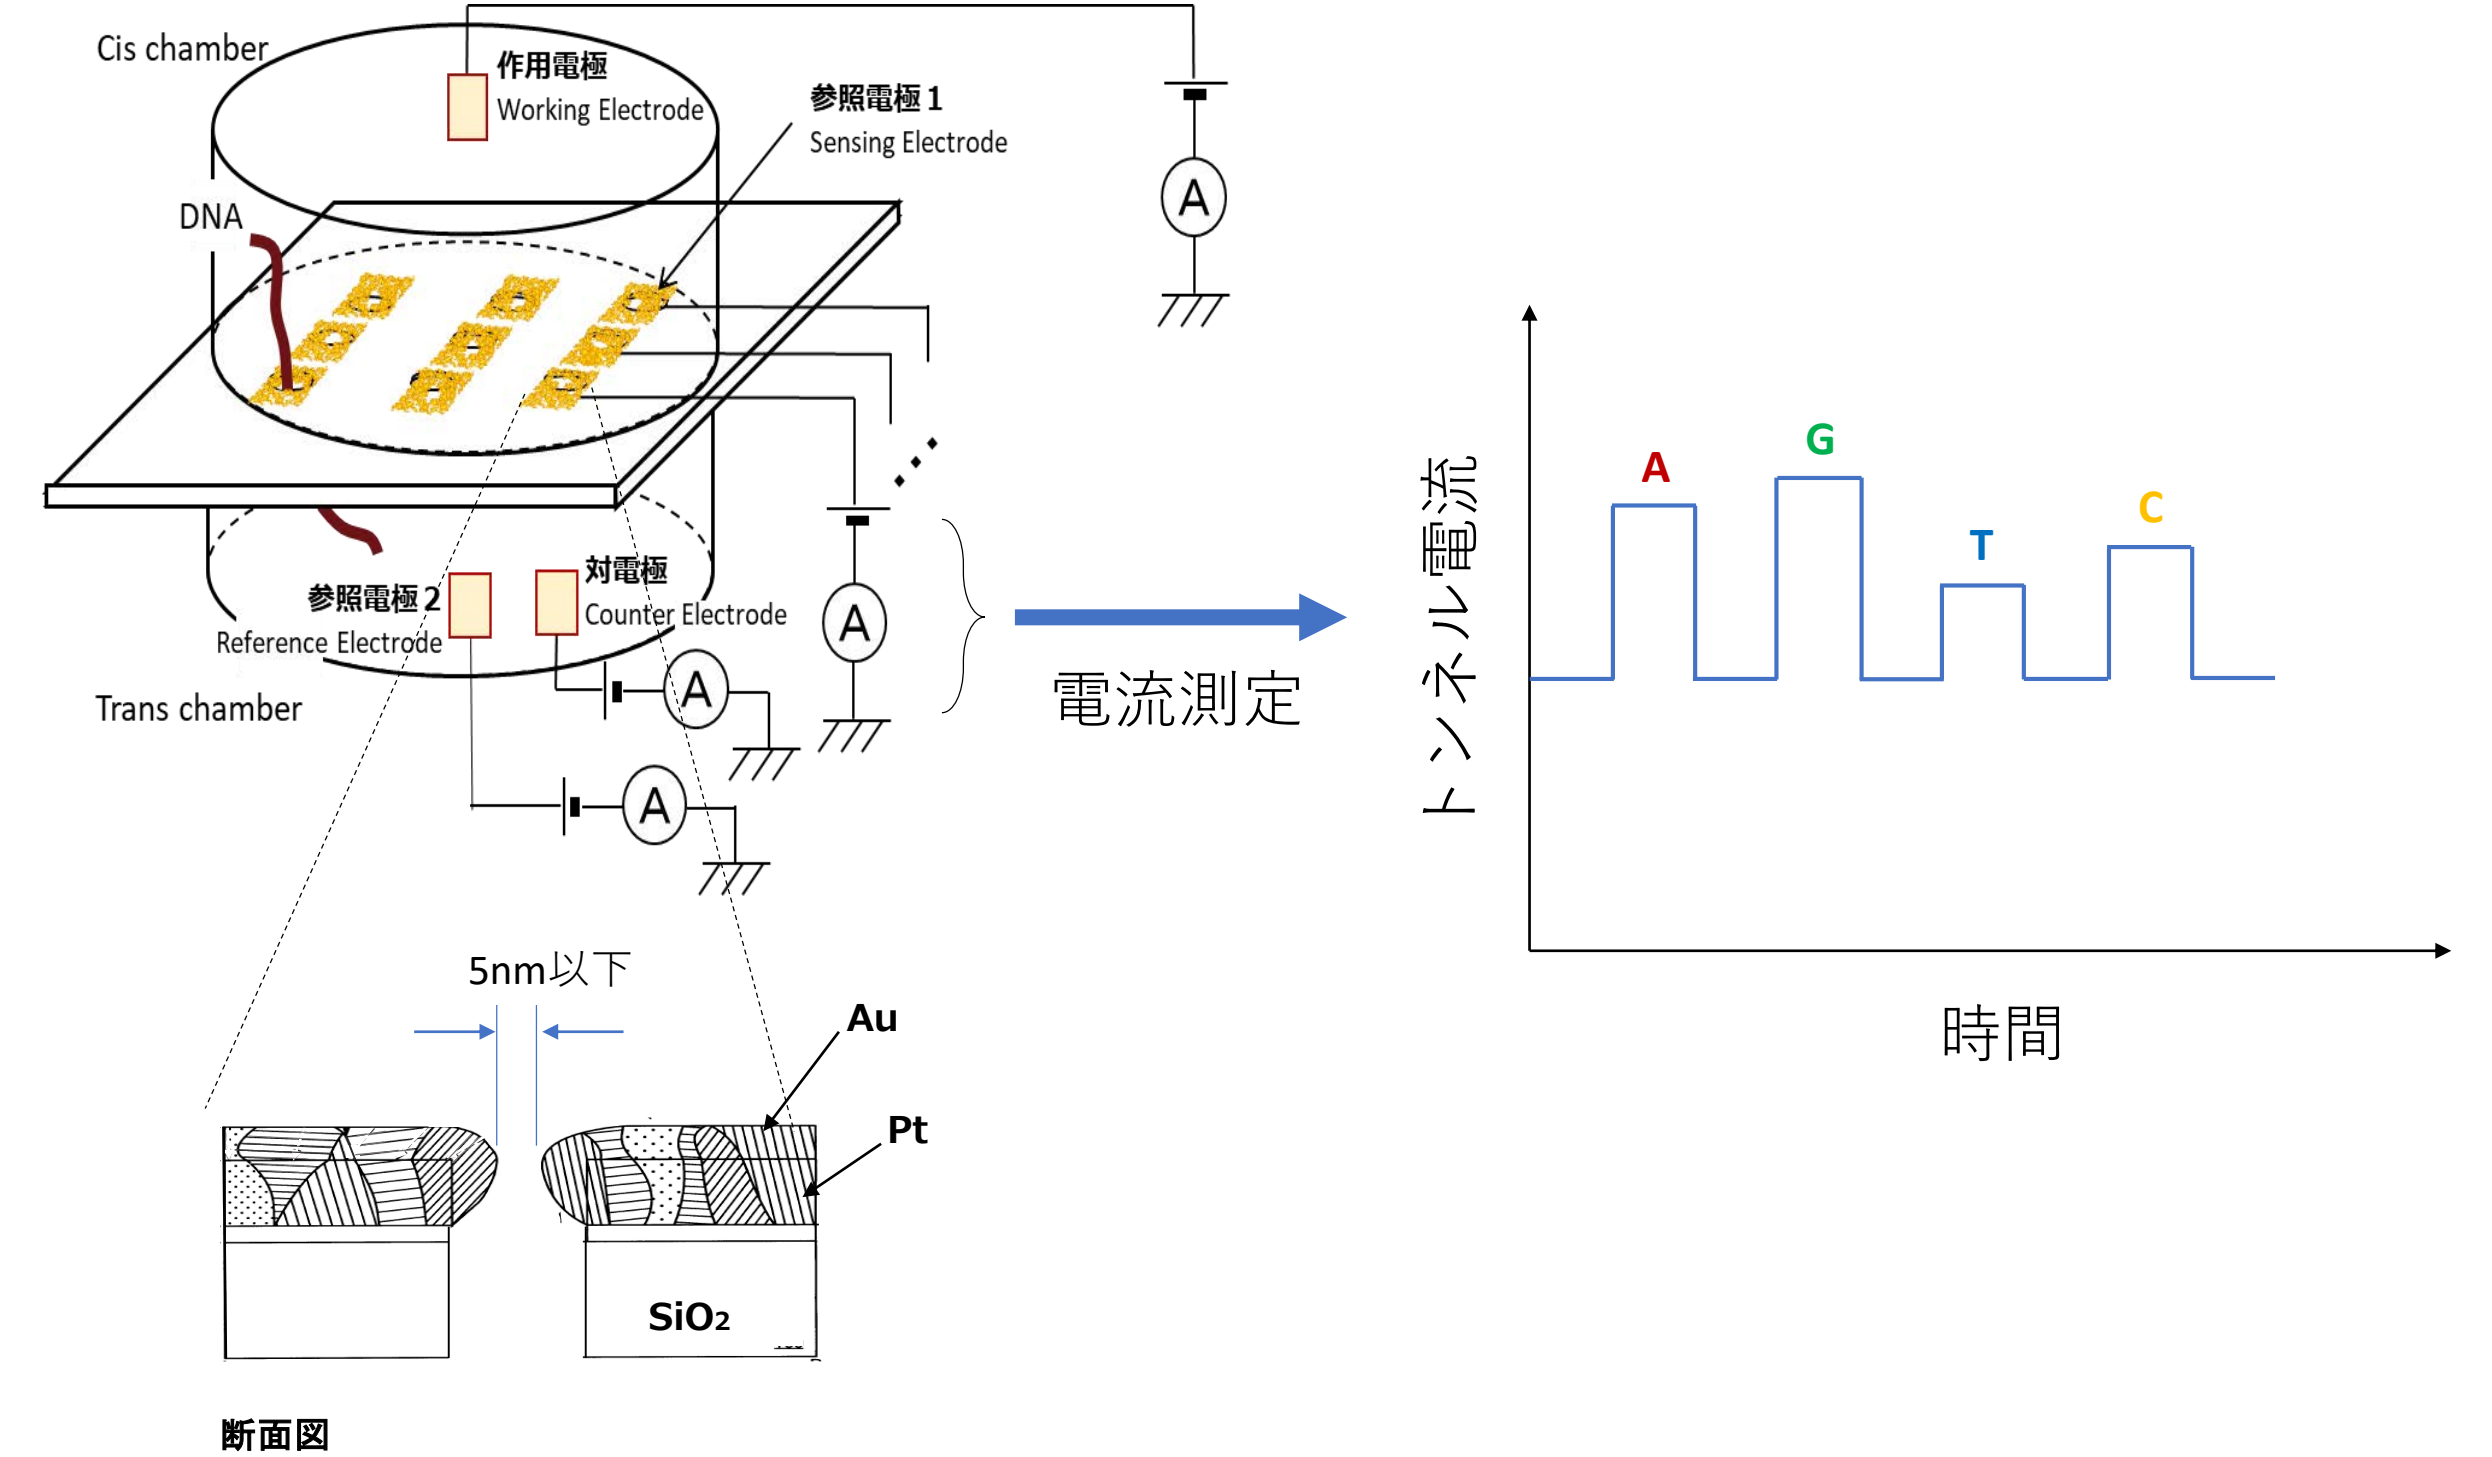 Cis chamber
作用電極
Working Electrode
参照電極１
Sensing Electrode
A
DNA
対電極
Counter Electrode
参照電極２
Reference Electrode
A
A
A
Trans chamber
電流測定
トンネル電流
A
G
T
C
時間
5nm以下
Au
Pt
SiO₂
断面図